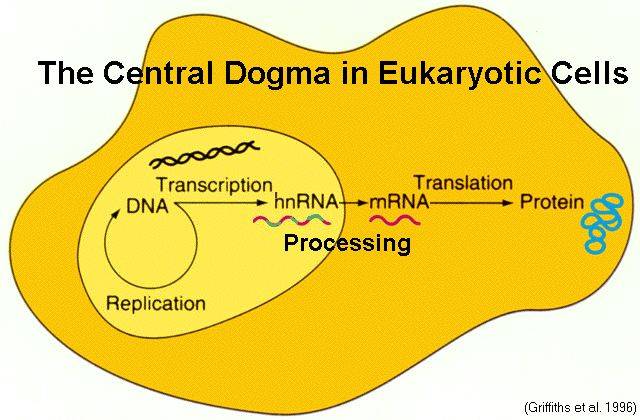 The Central Dogma in Eukaryotic Cells
Transcription
Translation
DNA
hnRNA
mRNA
Protein
Processing
Replication
(Griffiths et al. 1996)